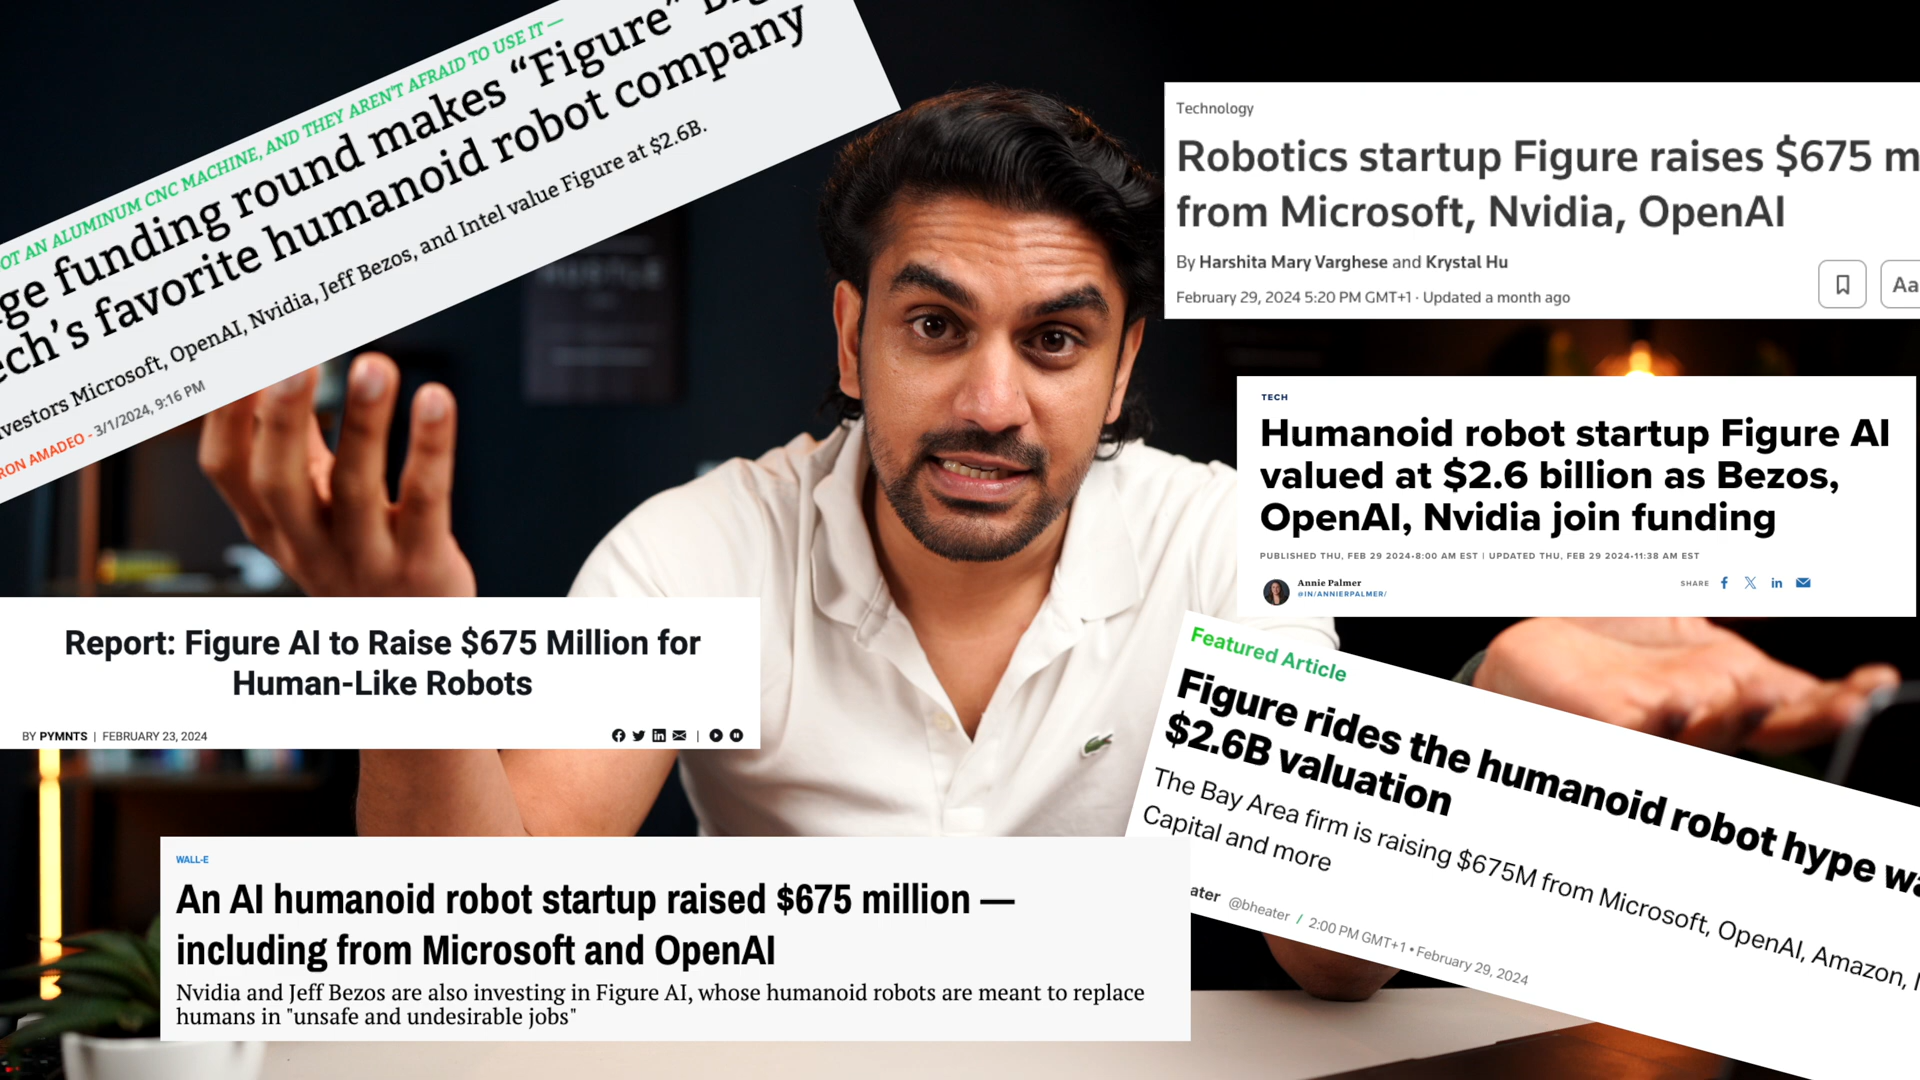 OT AN ALUMINUM CNC MACHINE, AND THEY AREN'T AFRAID TO USE IT —
ge funding round makes “Figure”
ech’s favorite humanoid robot company
vestors Microsoft, OpenAI, Nvidia, Jeff Bezos, and Intel value Figure at $2.6B.
RON AMADEO - 3/1/2024, 9:16 PM
HUSTLE
Technology
Robotics startup Figure raises $675 m
from Microsoft, Nvidia, OpenAI
By Harshita Mary Varghese and Krystal Hu
February 29, 2024 5:20 PM GMT+1 · Updated a month ago
Aa
TECH
Humanoid robot startup Figure AI
valued at $2.6 billion as Bezos,
OpenAI, Nvidia join funding
PUBLISHED THU, FEB 29 2024•8:00 AM EST | UPDATED THU, FEB 29 2024•11:38 AM EST
Annie Palmer
@IN/ANNIERPALMER/
SHARE
Report: Figure AI to Raise $675 Million for
Human-Like Robots
BY PYMNTS | FEBRUARY 23, 2024
Featured Article
Figure rides the humanoid robot hype wa
$2.6B valuation
The Bay Area firm is raising $675M from Microsoft, OpenAI, Amazon,
Capital and more
ater @bheater / 2:00 PM GMT+1 • February 29, 2024
WALL-E
An AI humanoid robot startup raised $675 million —
including from Microsoft and OpenAI
Nvidia and Jeff Bezos are also investing in Figure AI, whose humanoid robots are meant to replace
humans in "unsafe and undesirable jobs"